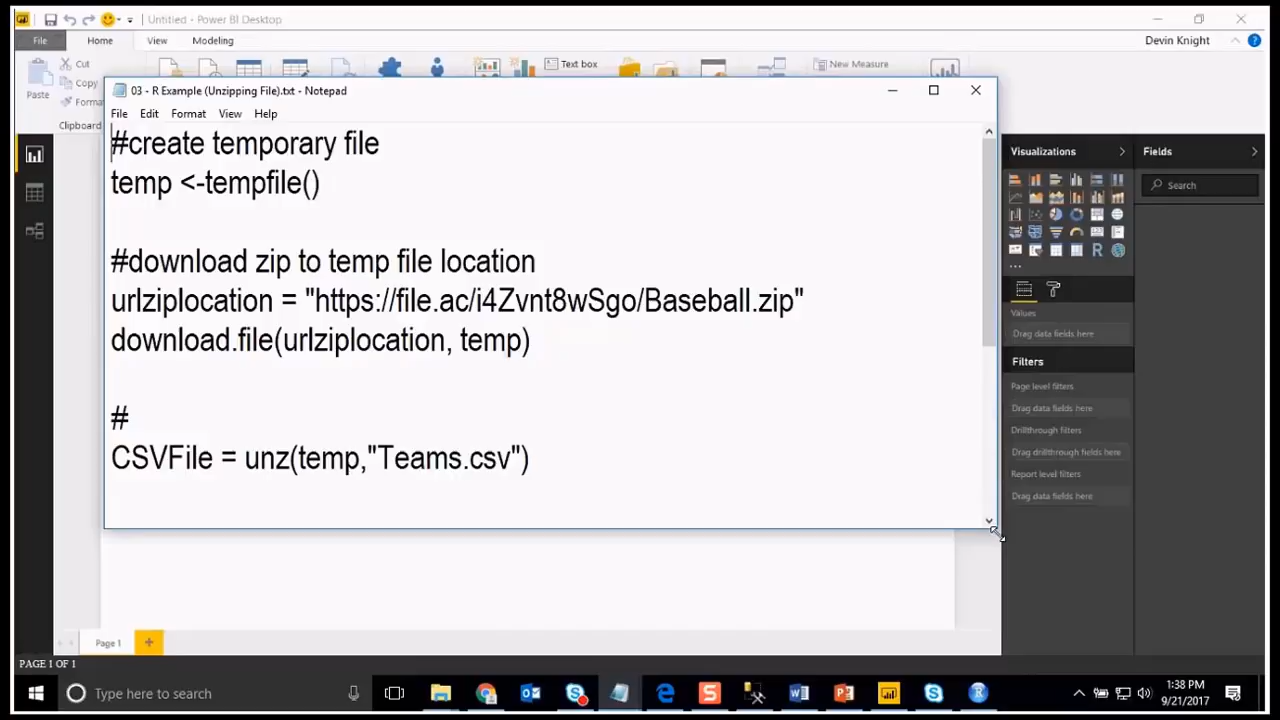 Untitled - Power BI Desktop
File
Home
View
Modeling
Devin Knight
Cut
Copy
Paste
Clipboard
Text box
New Measure
03 - R Example (Unzipping File).txt - Notepad
File Edit Format View Help
#create temporary file
temp <-tempfile()
#download zip to temp file location
urlziplocation = "https://file.ac/i4Zvnt8wSgo/Baseball.zip"
download.file(urlziplocation, temp)
#
CSVFile = unz(temp,"Teams.csv")
Visualizations
Fields
Search
Values
Drag data fields here
Filters
Page level filters
Drag data fields here
Drillthrough filters
Drag drillthrough fields here
Report level filters
Drag data fields here
Page 1
PAGE 1 OF 1
Type here to search
1:38 PM
9/21/2017